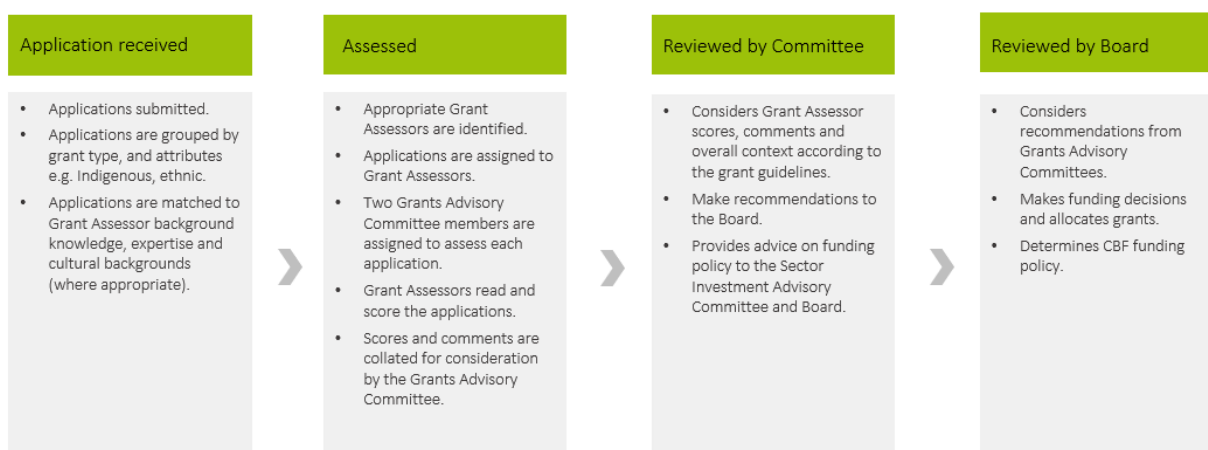 Application received
• Applications submitted.
• Applications are grouped by
grant type, and attributes
e.g. Indigenous, ethnic.
• Applications are matched to
Grant Assessor background
knowledge, expertise and
cultural backgrounds
(where appropriate).
Assessed
• Appropriate Grant
Assessors are identified.
• Applications are assigned to
Grant Assessors.
• Two Grants Advisory
Committee members are
assigned to assess each
application.
• Grant Assessors read and
score the applications.
• Scores and comments are
collated for consideration
by the Grants Advisory
Committee.
Reviewed by Committee
• Considers Grant Assessor
scores, comments and
overall context according to
the grant guidelines.
• Make recommendations to
the Board.
• Provides advice on funding
policy to the Sector
Investment Advisory
Committee and Board.
Reviewed by Board
• Considers
recommendations from
Grants Advisory
Committees.
• Makes funding decisions
and allocates grants.
• Determines CBF funding
policy.